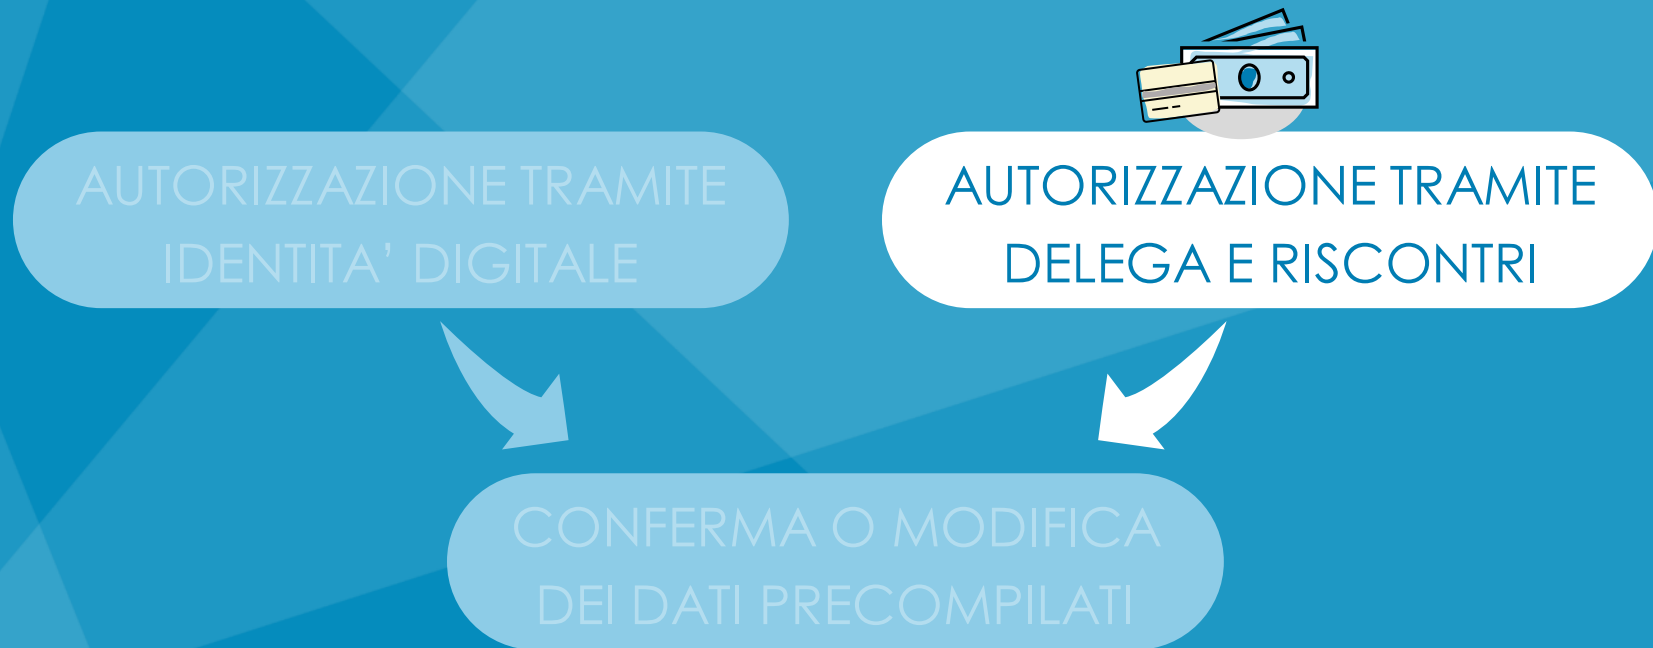 AUTORIZZAZIONE TRAMITE
IDENTITA’ DIGITALE
AUTORIZZAZIONE TRAMITE
DELEGA E RISCONTRI
CONFERMA O MODIFICA
DEI DATI PRECOMPILATI